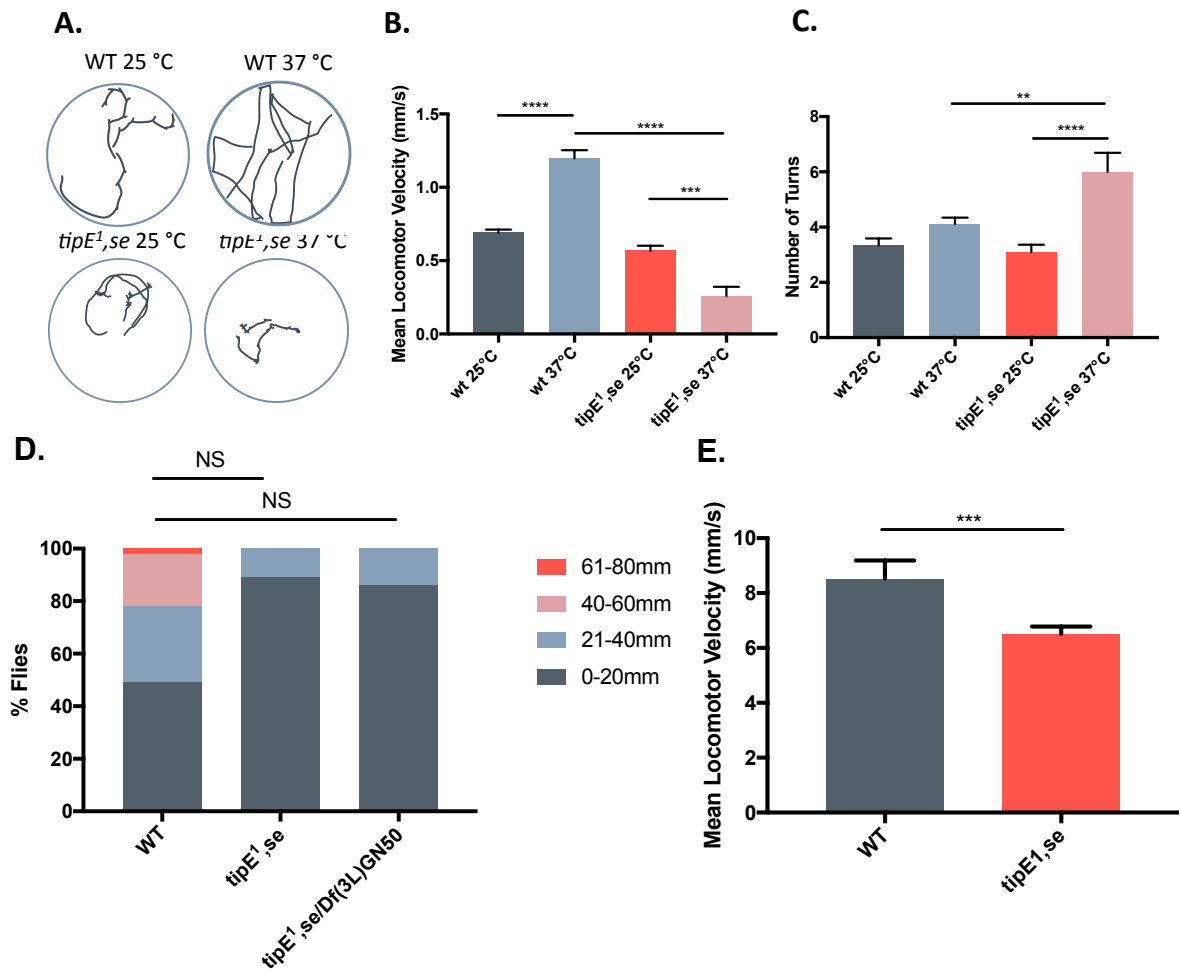 A.
WT 25 °C
WT 37 °C
tipE¹,se 25 °C
tipE¹,se 37 °C
B.
Mean Locomotor Velocity (mm/s)
1.5
1.0
0.5
0.0
****
****
***
wt 25°C
wt 37°C
tipE¹,se 25°C
tipE¹,se 37°C
C.
Number of Turns
8
6
4
2
0
**
****
wt 25°C
wt 37°C
tipE¹,se 25°C
tipE¹,se 37°C
D.
NS
NS
% Flies
100
80
60
40
20
0
WT
tipE¹,se
tipE¹,se/Df(3L)GN50
61-80mm
40-60mm
21-40mm
0-20mm
E.
Mean Locomotor Velocity (mm/s)
10
8
6
4
2
0
***
WT
tipE1,se